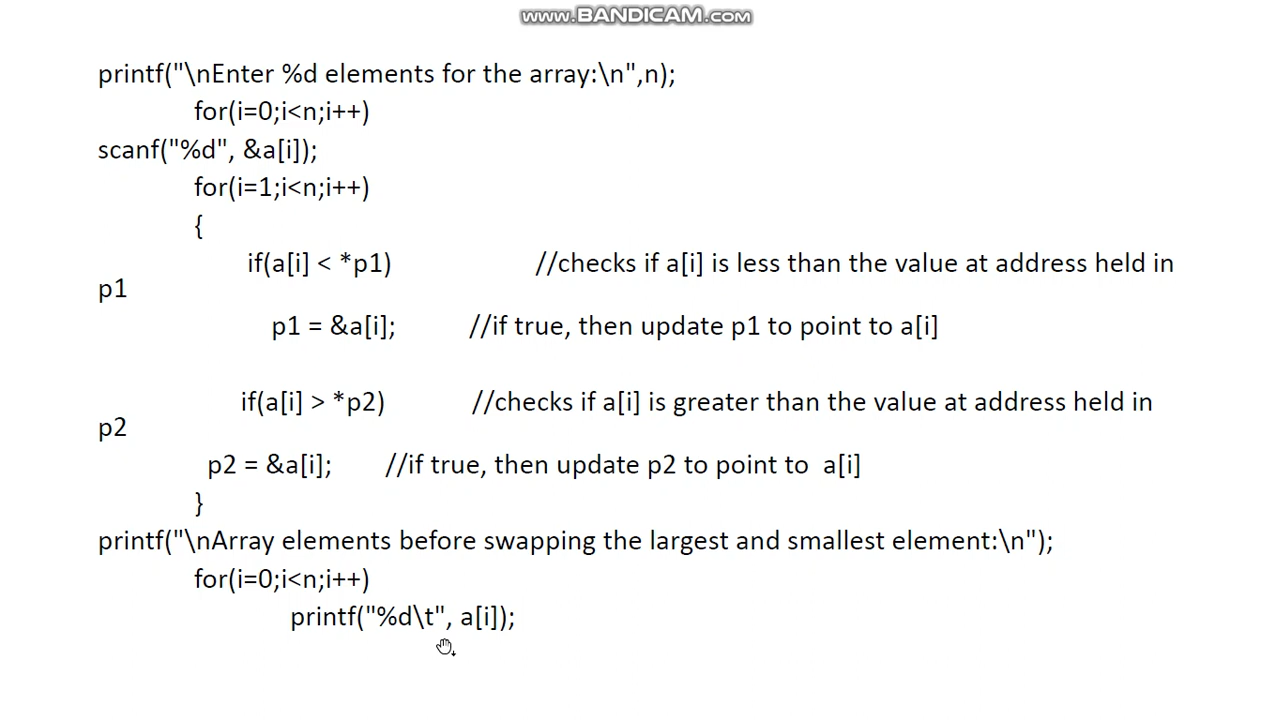 www.BANDICAM.com
printf("\nEnter %d elements for the array:\n",n);
for(i=0;i<n;i++)
scanf("%d", &a[i]);
for(i=1;i<n;i++)
{
if(a[i] < *p1) //checks if a[i] is less than the value at address held in
p1
p1 = &a[i]; //if true, then update p1 to point to a[i]
if(a[i] > *p2) //checks if a[i] is greater than the value at address held in
p2
p2 = &a[i]; //if true, then update p2 to point to a[i]
}
printf("\nArray elements before swapping the largest and smallest element:\n");
for(i=0;i<n;i++)
printf("%d\t", a[i]);